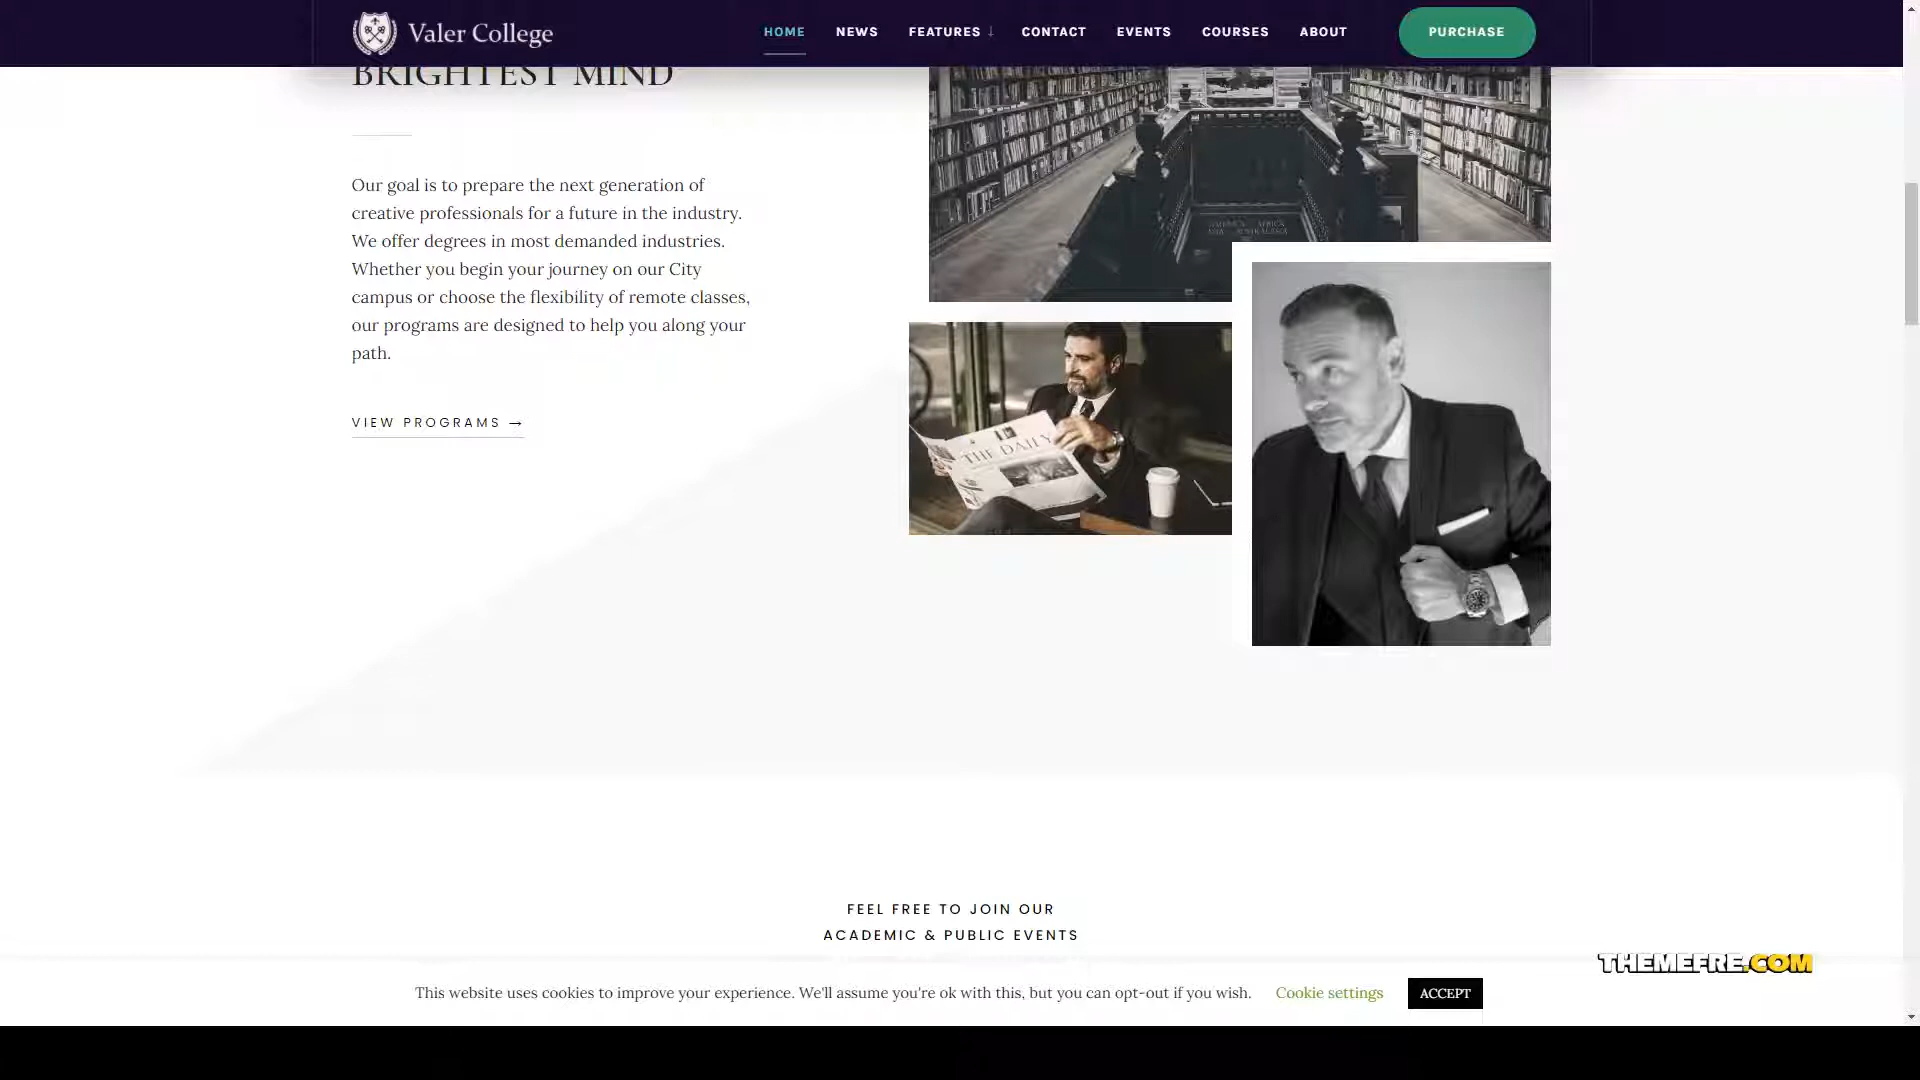 Valer College
HOME NEWS FEATURES ↓ CONTACT EVENTS COURSES ABOUT PURCHASE
BRIGHTEST MIND
Our goal is to prepare the next generation of
creative professionals for a future in the industry.
We offer degrees in most demanded industries.
Whether you begin your journey on our City
campus or choose the flexibility of remote classes,
our programs are designed to help you along your
path.
VIEW PROGRAMS →
THE DAILY
FEEL FREE TO JOIN OUR
ACADEMIC & PUBLIC EVENTS
THEMEFRE.COM
This website uses cookies to improve your experience. We'll assume you're ok with this, but you can opt-out if you wish. Cookie settings ACCEPT